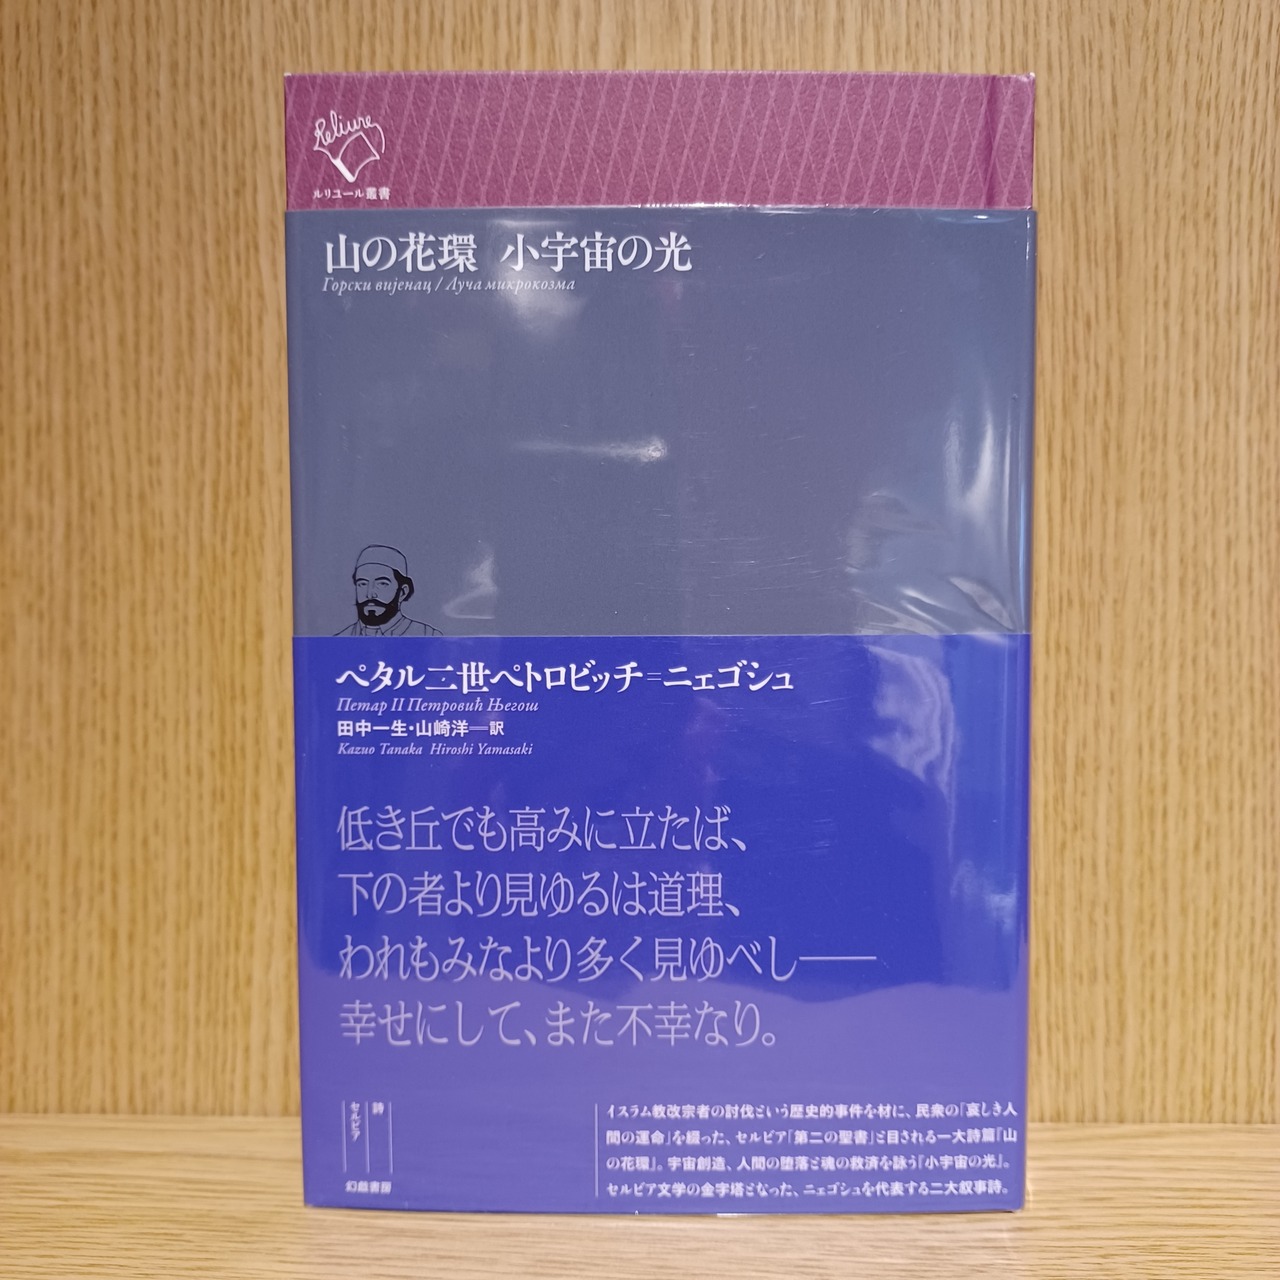 Reliure
ルリユール叢書
山の花環 小宇宙の光
Горски вијенац / Луча микрокозма
ペタル二世ペトロビッチ=ニェゴシュ
Петар II Петровић Његош
田中一生・山崎洋──訳
Kazuo Tanaka Hiroshi Yamasaki
低き丘でも高みに立たば、
下の者より見ゆるは道理、
われもみなより多く見ゆべし──
幸せにして、また不幸なり。
詩
セルビア
幻戯書房
イスラム教改宗者の討伐という歴史的事件を材に、民衆の「哀しき人
間の運命」を綴った、セルビア「第二の聖書」と目される一大詩篇『山
の花環』。宇宙創造、人間の堕落と魂の救済を詠う『小宇宙の光』。
セルビア文学の金字塔となった、ニェゴシュを代表する二大叙事詩。